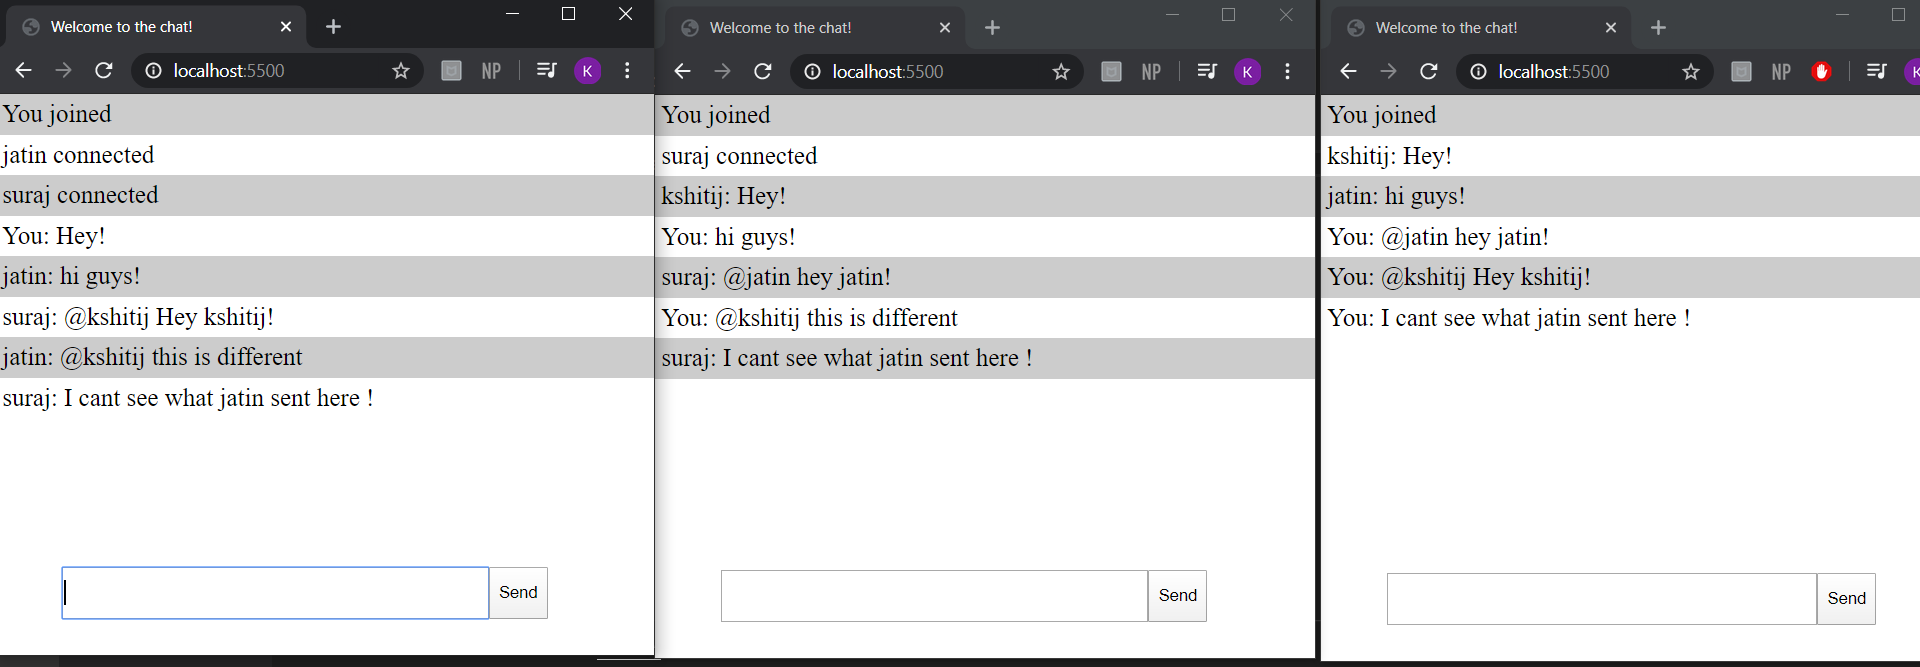 Welcome to the chat!
localhost:5500
NP
K
You joined
jatin connected
suraj connected
You: Hey!
jatin: hi guys!
suraj: @kshitij Hey kshitij!
jatin: @kshitij this is different
suraj: I cant see what jatin sent here !
Send
Welcome to the chat!
localhost:5500
NP
K
You joined
suraj connected
kshitij: Hey!
You: hi guys!
suraj: @jatin hey jatin!
You: @kshitij this is different
suraj: I cant see what jatin sent here !
Send
Welcome to the chat!
localhost:5500
NP
K
You joined
kshitij: Hey!
jatin: hi guys!
You: @jatin hey jatin!
You: @kshitij Hey kshitij!
You: I cant see what jatin sent here !
Send